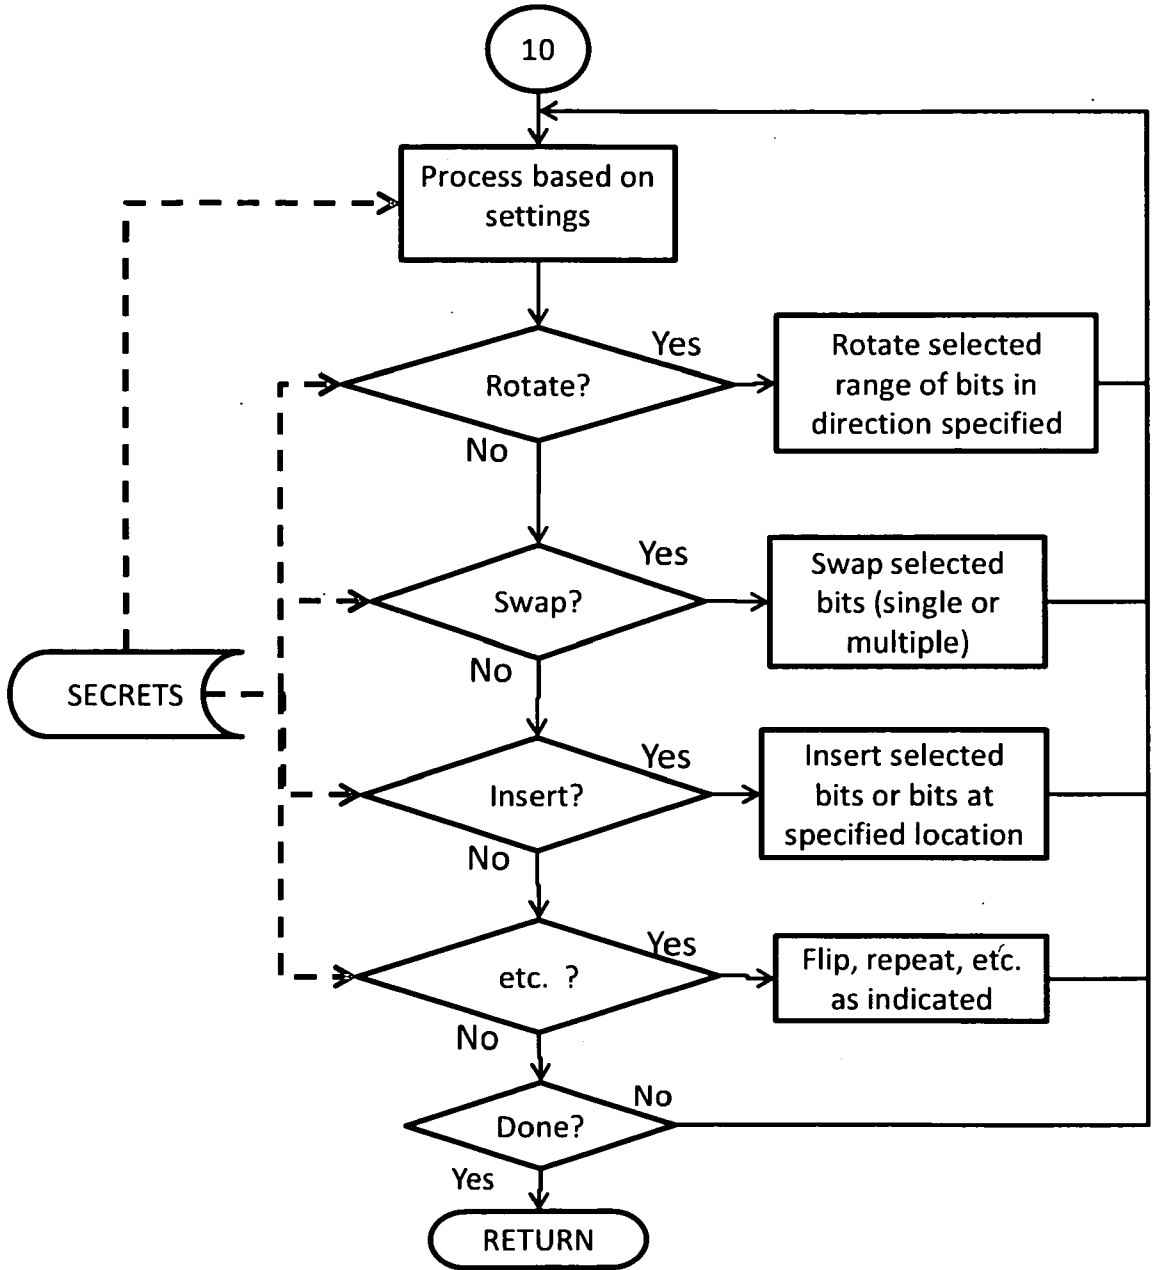 10
Process based on
settings
Yes
Rotate?
Rotate selected
range of bits in
direction specified
No
Yes
Swap?
Swap selected
bits (single or
multiple)
No
SECRETS
Yes
Insert?
Insert selected
bits or bits at
specified location
No
Yes
etc. ?
Flip, repeat, etc.
as indicated
No
No
Done?
Yes
RETURN